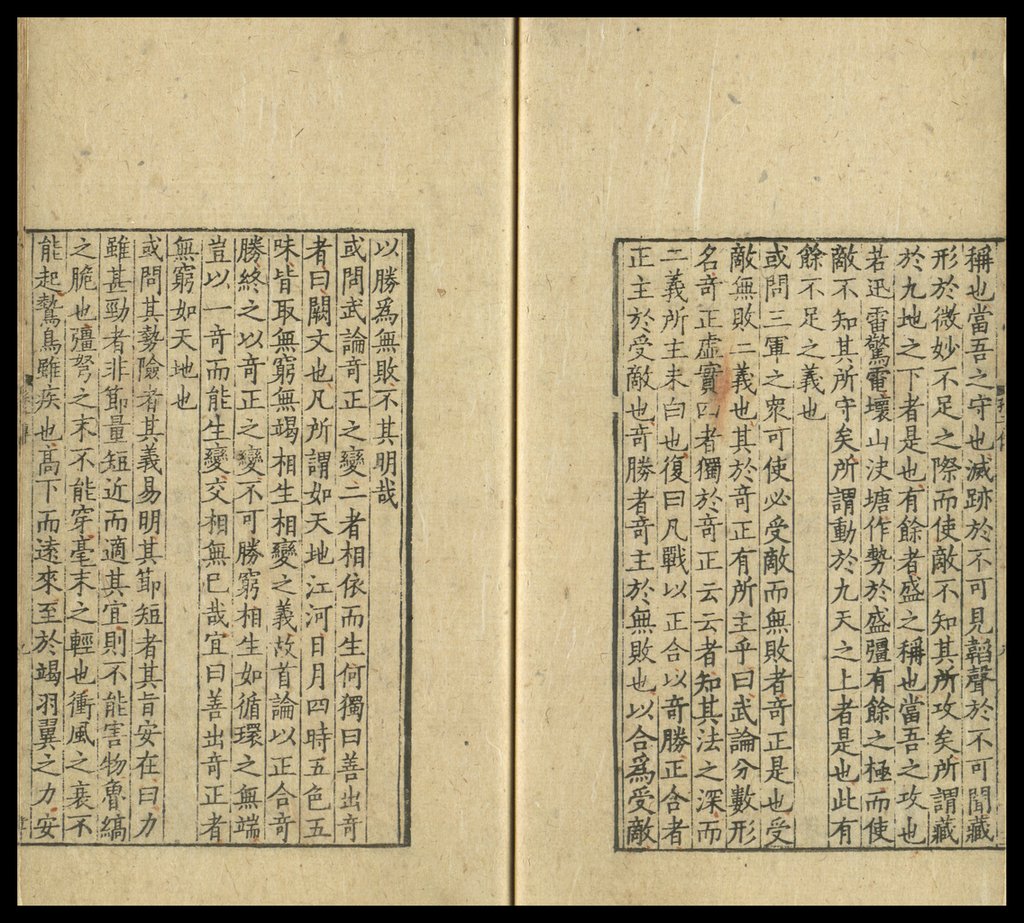 稱也當吾之守也滅跡於不可見韜聲於不可聞藏
形於微妙不足之際而使敵不知其所攻矣所謂藏
於九地之下者是也有餘者盛之稱也當吾之攻也
若迅雷驚電壞山決塘作勢於盛彊有餘之極而使
敵不知其所守矣所謂動於九天之上者是也此有
餘不足之義也
或問三軍之衆可使必受敵而無敗者奇正是也受
敵無敗二義也其於奇正有所主乎曰武論分數形
名奇正虛實四者獨於奇正云云者知其法之深而
二義所主未白也復曰凡戰以正合以奇勝正合者
正主於受敵也奇勝者奇主於無敗也以合爲受敵
以勝爲無敗不其明哉
或問武論奇正之變二者相依而生何獨曰善出奇
者曰闕文也凡所謂如天地江河日月四時五色五
味皆取無窮無竭相生相變之義故首論以正合奇
勝終之以奇正之變不可勝窮相生如循環之無端
豈以一奇而能生變交相無已哉宜曰善出奇正者
無窮如天地也
或問其勢險者其義易明其節短者其旨安在曰力
雖甚勁者非節量短近而適其宜則不能害物魯縞
之脆也彊弩之末不能穿毫末之輕也衝風之衰不
能起鷙鳥雖疾也高下而遠來至於竭羽翼之力安